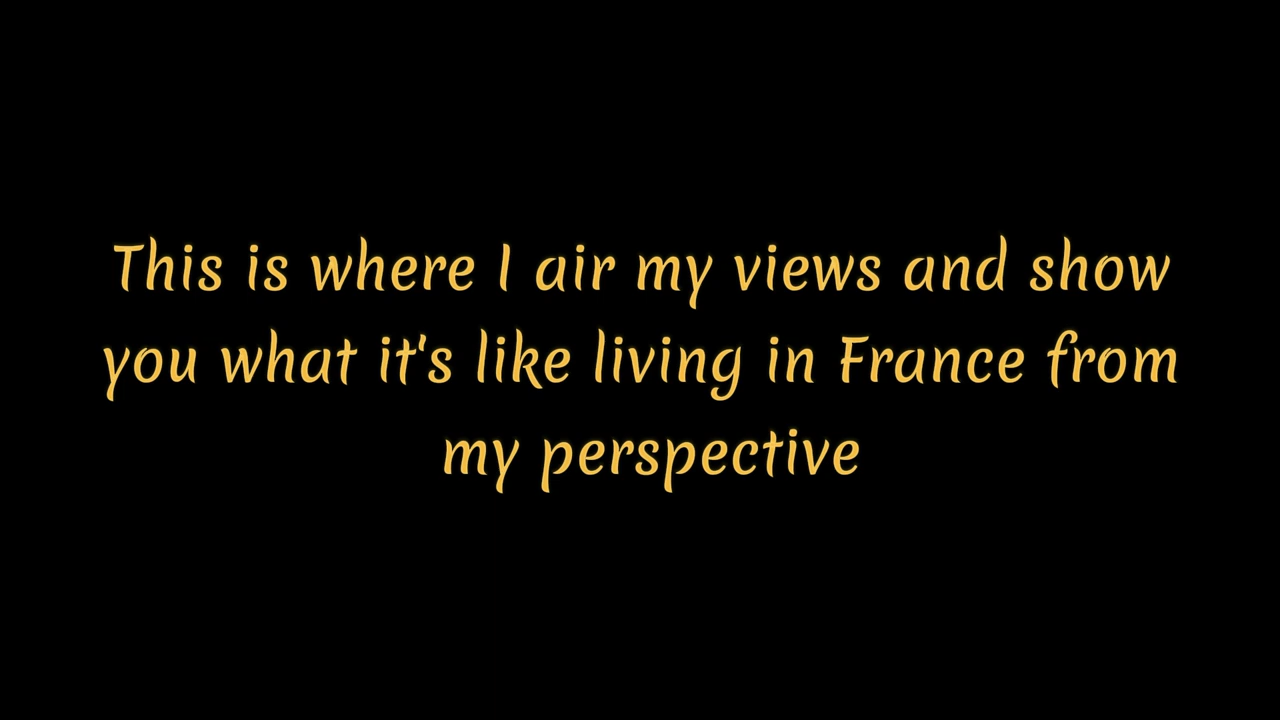 This is where I air my views and show
you what it's like living in France from
my perspective